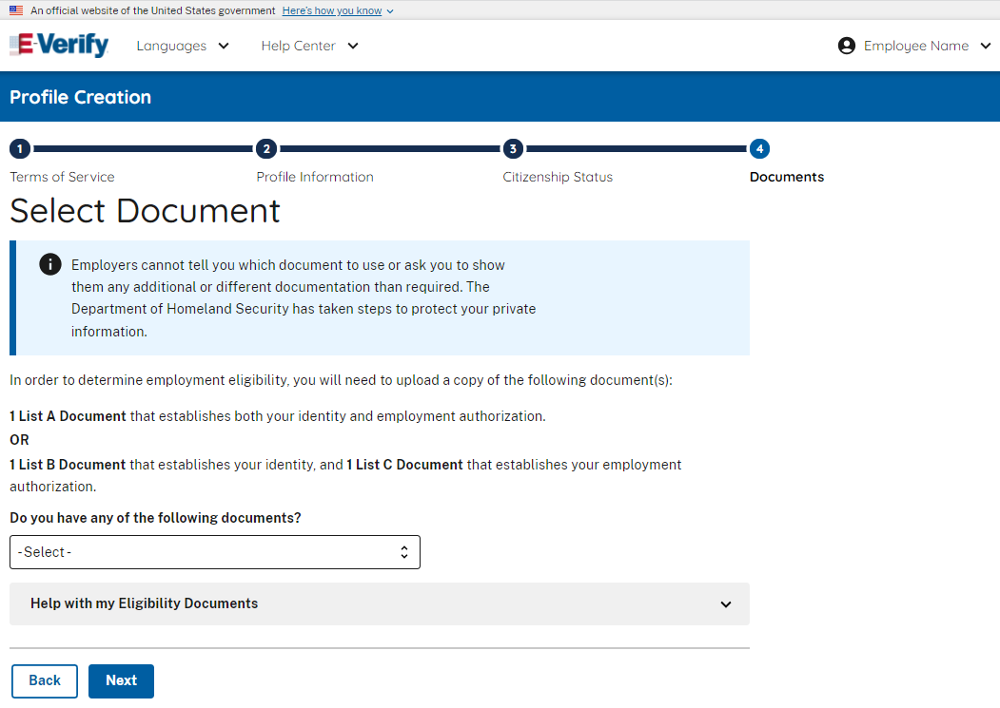 An official website of the United States government Here's how you know
E-Verify Languages Help Center Employee Name
Profile Creation
1 2 3 4
Terms of Service Profile Information Citizenship Status Documents
Select Document
Employers cannot tell you which document to use or ask you to show
them any additional or different documentation than required. The
Department of Homeland Security has taken steps to protect your private
information.
In order to determine employment eligibility, you will need to upload a copy of the following document(s):
1 List A Document that establishes both your identity and employment authorization.
OR
1 List B Document that establishes your identity, and 1 List C Document that establishes your employment
authorization.
Do you have any of the following documents?
- Select -
Help with my Eligibility Documents
Back Next